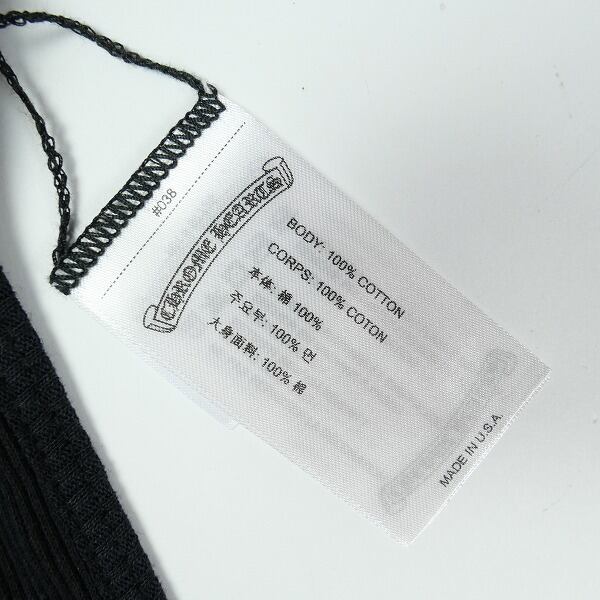 #038
CHROME HEARTS
BODY: 100% COTTON
CORPS: 100% COTON
本体: 綿 100%
주요부: 100% 면
大身面料: 100% 棉
MADE IN U.S.A.